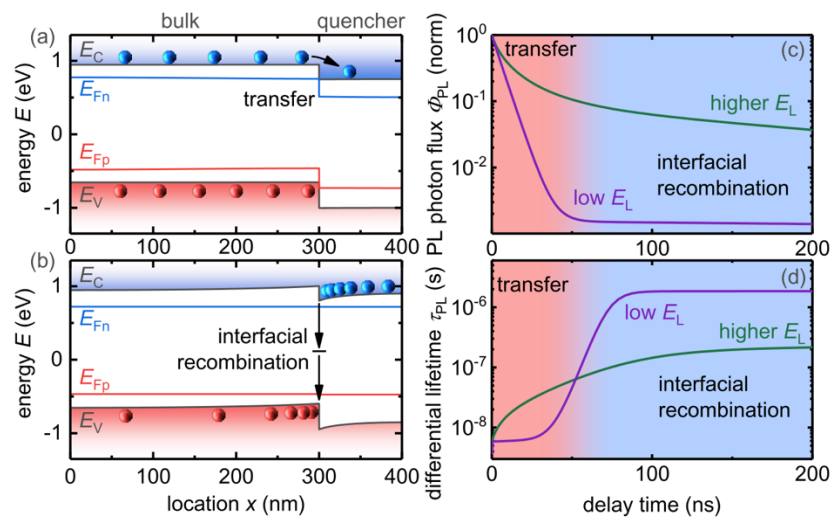 bulk
quencher
(a)
E_C
E_Fn
transfer
E_Fp
E_V
energy E (eV)
1
0
-1
0
100
200
300
400
(b)
E_C
E_Fn
interfacial
recombination
E_Fp
E_V
energy E (eV)
1
0
-1
0
100
200
300
400
location x (nm)
(c)
transfer
higher E_L
interfacial
recombination
low E_L
PL photon flux Φ_PL (norm)
10^0
10^-1
10^-2
0
100
200
(d)
transfer
low E_L
higher E_L
interfacial
recombination
differential lifetime τ_PL (s)
10^-6
10^-7
10^-8
0
100
200
delay time (ns)